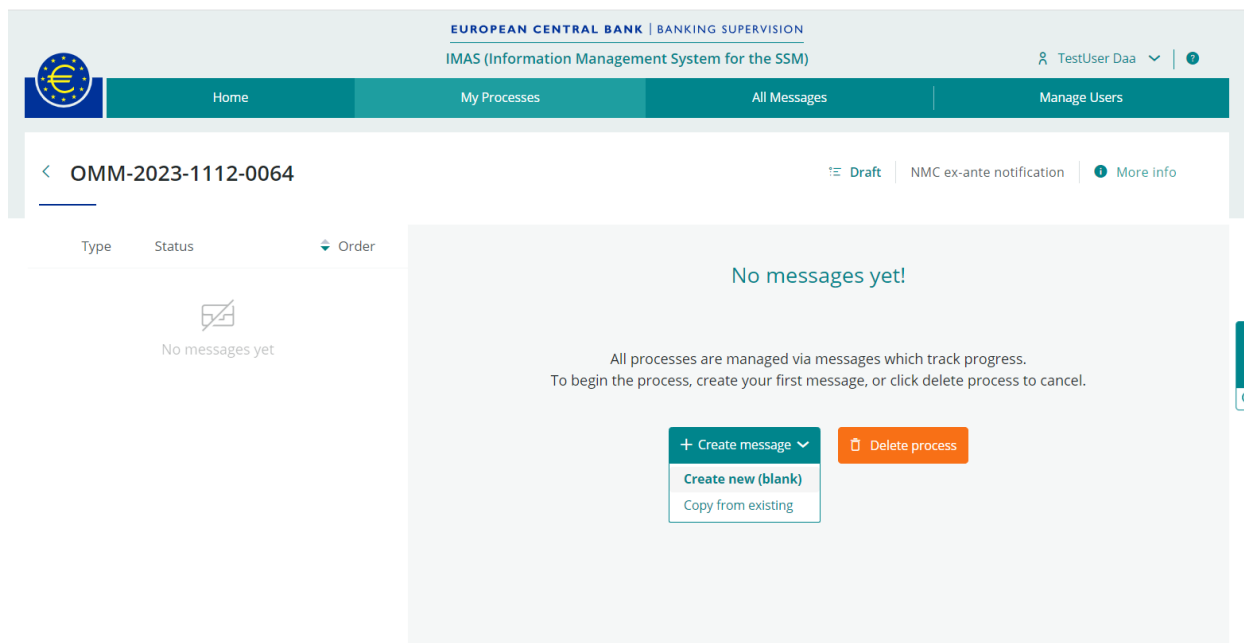 EUROPEAN CENTRAL BANK | BANKING SUPERVISION
IMAS (Information Management System for the SSM)
TestUser Daa
Home
My Processes
All Messages
Manage Users
OMM-2023-1112-0064
Draft
NMC ex-ante notification
More info
Type
Status
Order
No messages yet
No messages yet!
All processes are managed via messages which track progress.
To begin the process, create your first message, or click delete process to cancel.
+ Create message
Delete process
Create new (blank)
Copy from existing